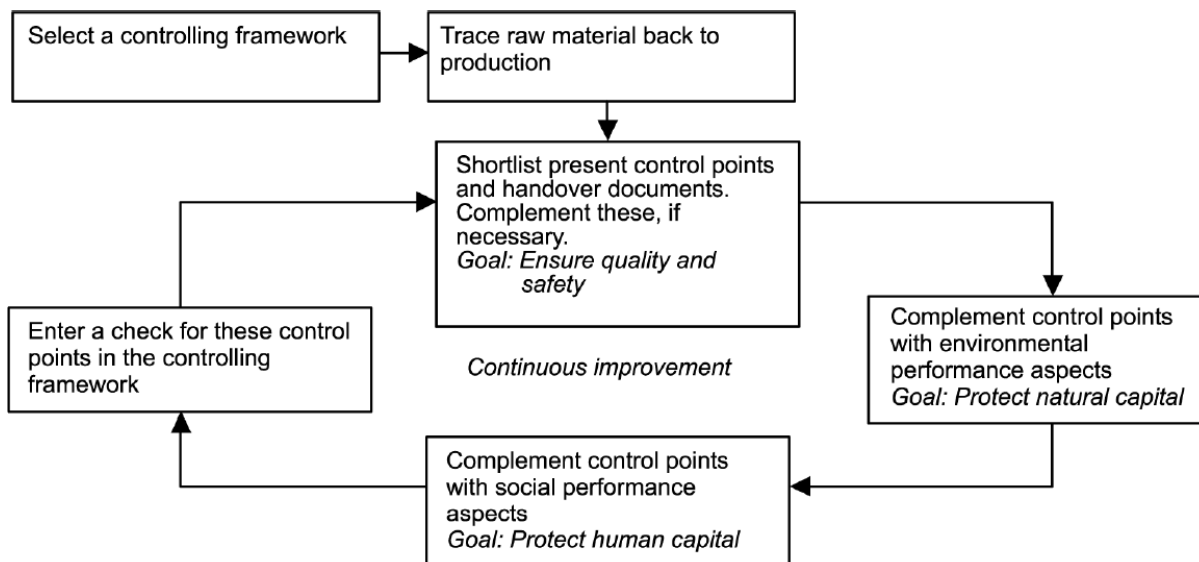 Select a controlling framework
Trace raw material back to
production
Shortlist present control points
and handover documents.
Complement these, if
necessary.
Goal: Ensure quality and
safety
Complement control points
with environmental
performance aspects
Goal: Protect natural capital
Complement control points
with social performance
aspects
Goal: Protect human capital
Enter a check for these control
points in the controlling
framework
Continuous improvement